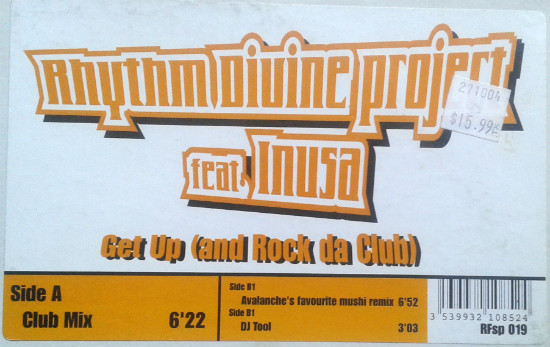 Rhythm Divine project
feat. Inusa
271004
$15.99
Get Up (and Rock da Club)
Side A
Club Mix 6'22
Side B1
Avalanche's favourite mushi remix 6'52
Side B1
DJ Tool 3'03
3 539932 108524
RFsp 019